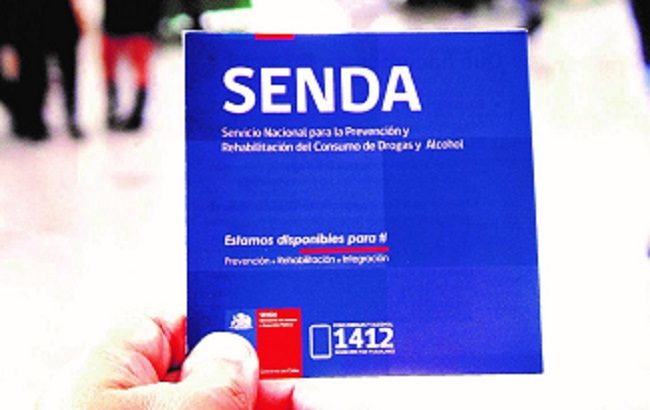 SENDA
Servicio Nacional para la Prevención y
Rehabilitación del Consumo de Drogas y Alcohol
Estamos disponibles para ti
Prevención • Rehabilitación • Integración
1412